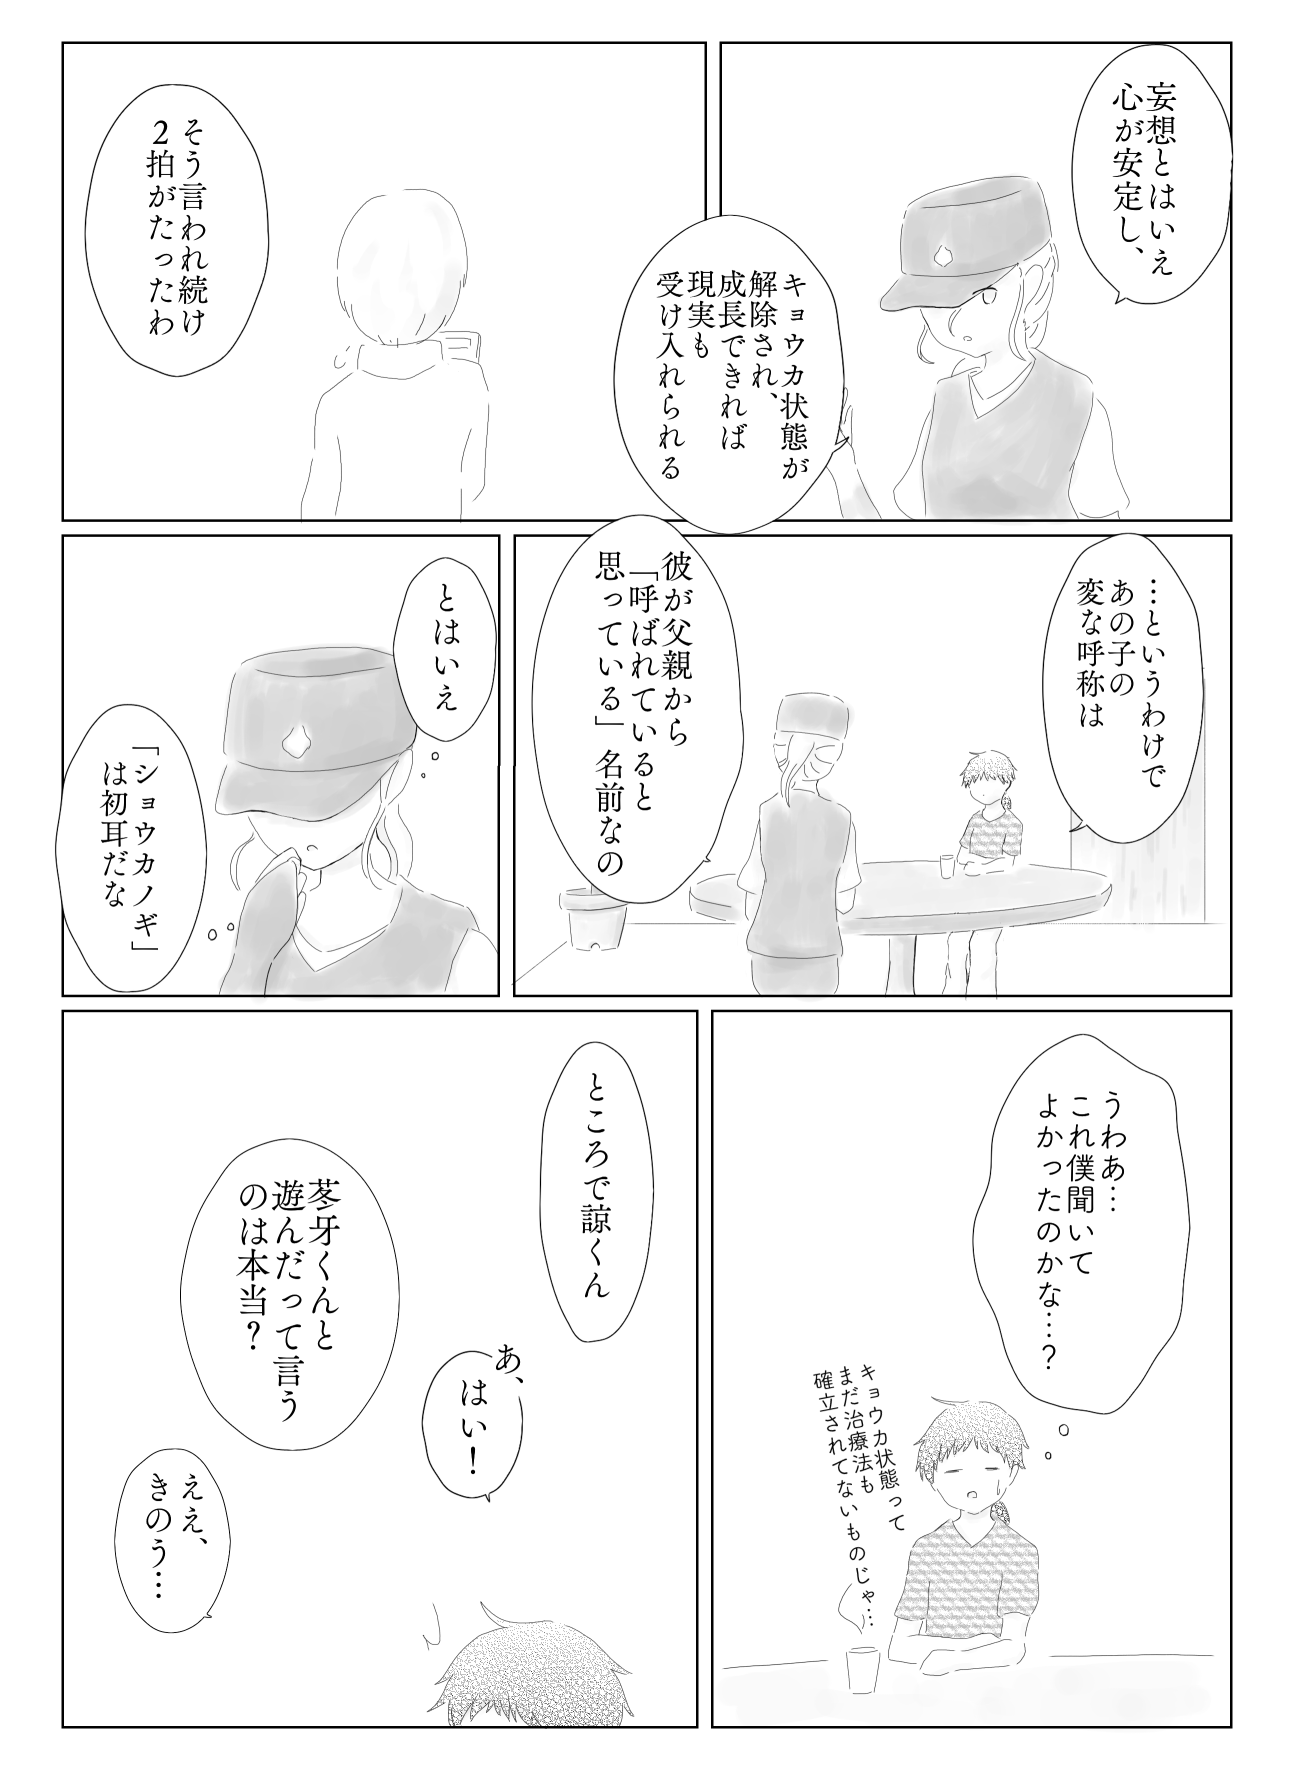 妄想とはいえ
心が安定し、
キョウカ状態が
解除され、
成長できれば
現実も
受け入れられる
そう言われ続け
2拍がたったわ
…というわけで
あの子の
変な呼称は
彼が父親から
「呼ばれていると
思っている」名前なの
とはいえ
「ショウカノギ」
は初耳だな
うわあ…
これ僕聞いて
よかったのかな…?
キョウカ状態って
まだ治療法も
確立されてないものじゃ…
ところで諒くん
あ、
はい!
苳牙くんと
遊んだって言う
のは本当?
ええ、
きのう…